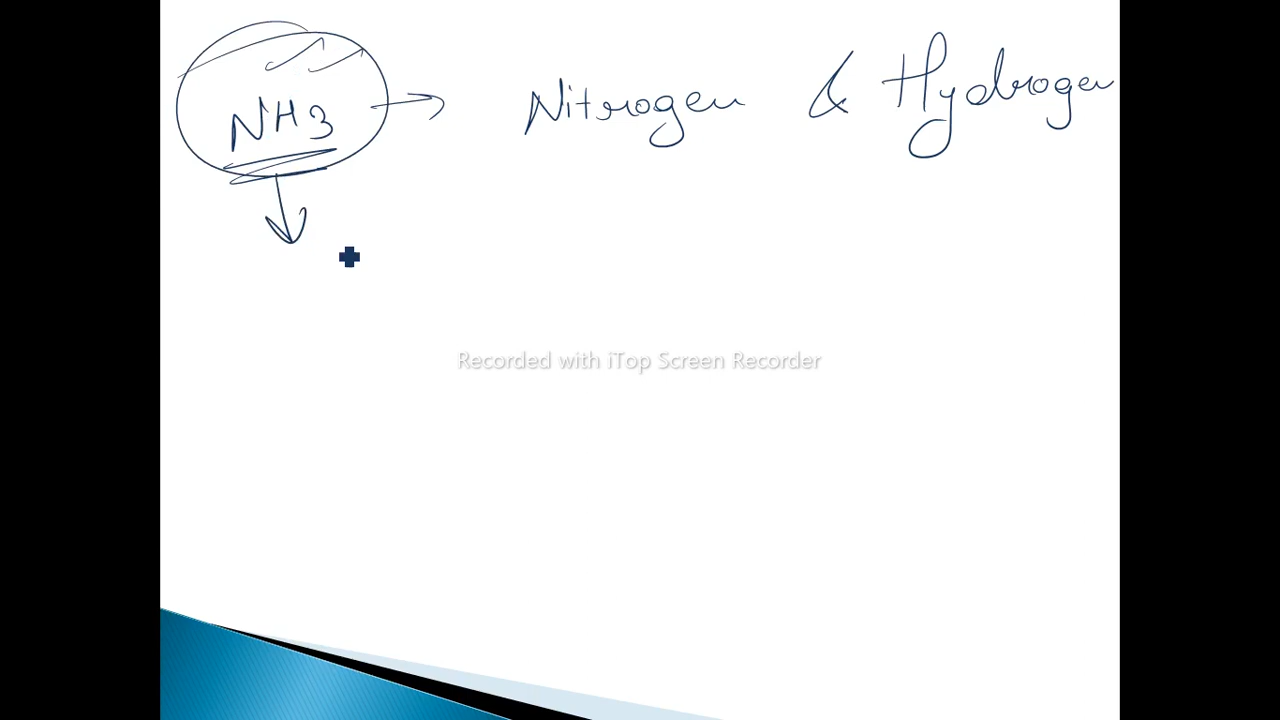 NH3 → Nitrogen & Hydrogen
Recorded with iTop Screen Recorder